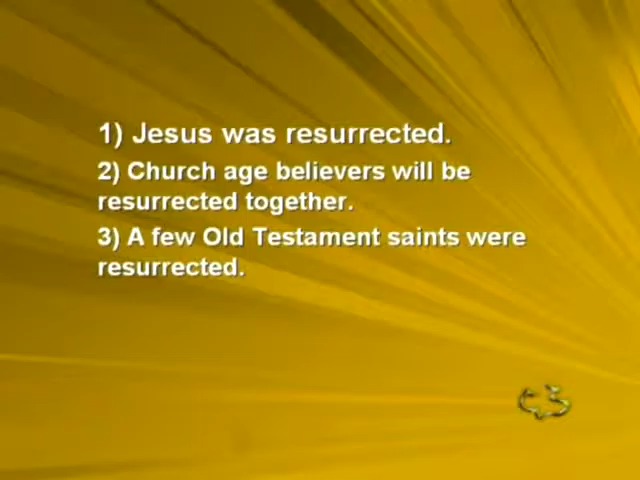 1) Jesus was resurrected.
2) Church age believers will be
resurrected together.
3) A few Old Testament saints were
resurrected.